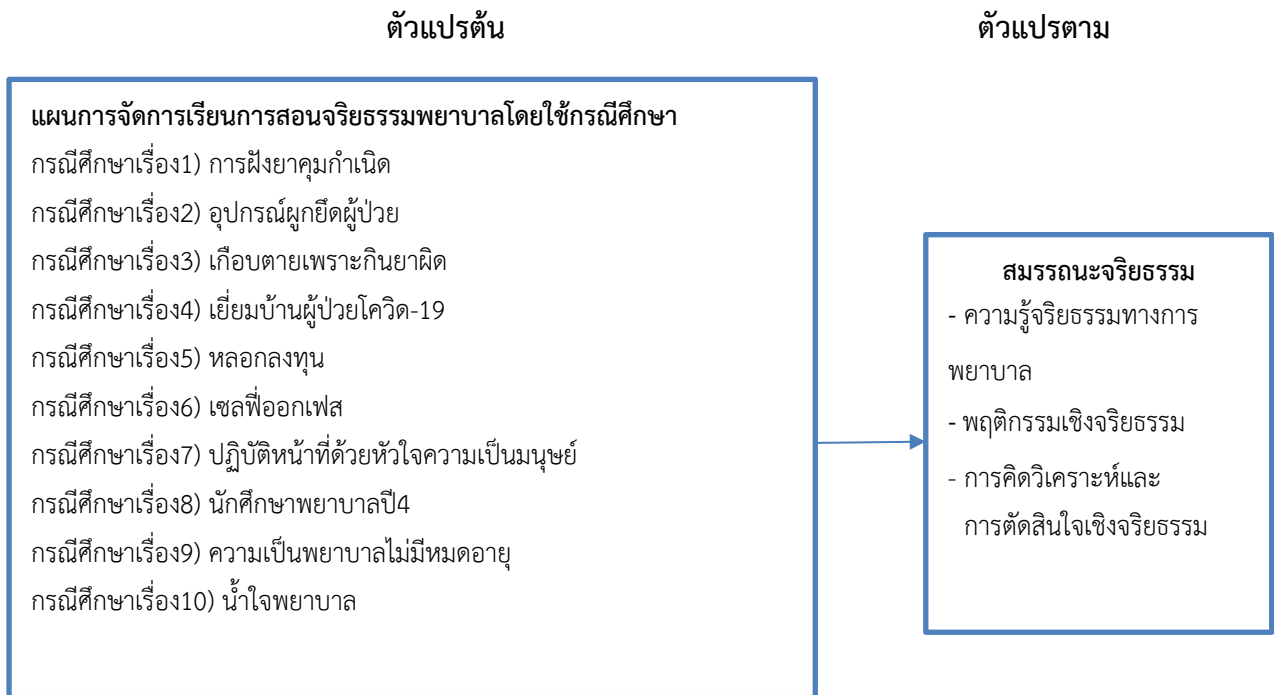 ตัวแปรต้น
ตัวแปรตาม
แผนการจัดการเรียนการสอนจริยธรรมพยาบาลโดยใช้กรณีศึกษา
กรณีศึกษาเรื่อง1) การฝังยาคุมกำเนิด
กรณีศึกษาเรื่อง2) อุปกรณ์ผูกยึดผู้ป่วย
กรณีศึกษาเรื่อง3) เกือบตายเพราะกินยาผิด
กรณีศึกษาเรื่อง4) เยี่ยมบ้านผู้ป่วยโควิด-19
กรณีศึกษาเรื่อง5) หลอกลงทุน
กรณีศึกษาเรื่อง6) เซลฟี่ออกเฟส
กรณีศึกษาเรื่อง7) ปฏิบัติหน้าที่ด้วยหัวใจความเป็นมนุษย์
กรณีศึกษาเรื่อง8) นักศึกษาพยาบาลปี4
กรณีศึกษาเรื่อง9) ความเป็นพยาบาลไม่มีหมดอายุ
กรณีศึกษาเรื่อง10) น้ำใจพยาบาล
สมรรถนะจริยธรรม
- ความรู้จริยธรรมทางการ
พยาบาล
- พฤติกรรมเชิงจริยธรรม
- การคิดวิเคราะห์และ
การตัดสินใจเชิงจริยธรรม